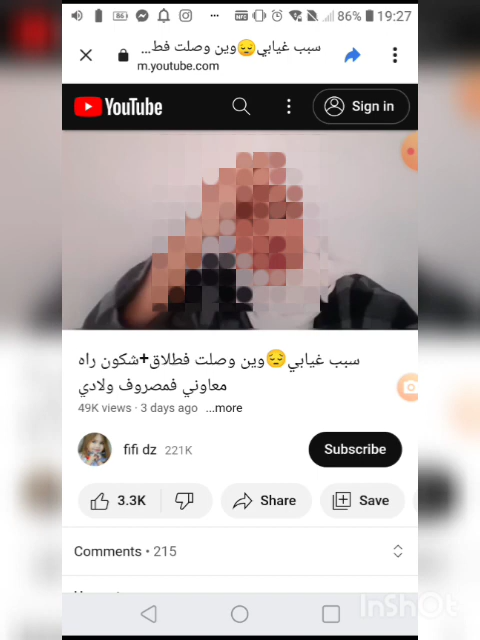 86% 19:27
سبب غيابي😔وين وصلت فط...
m.youtube.com
YouTube Sign in
سبب غيابي😔وين وصلت فطلاق+شكون راه
معاوني فمصروف ولادي
49K views · 3 days ago ...more
fifi dz 221K
Subscribe
3.3K Share Save
Comments • 215
InShOt